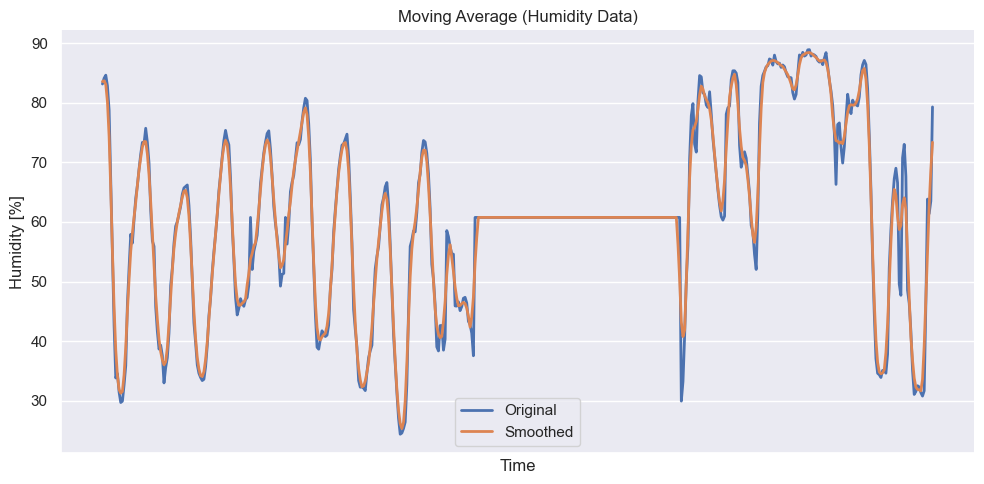 Moving Average (Humidity Data)
90
80
70
60
50
40
30
Humidity [%]
Original
Smoothed
Time